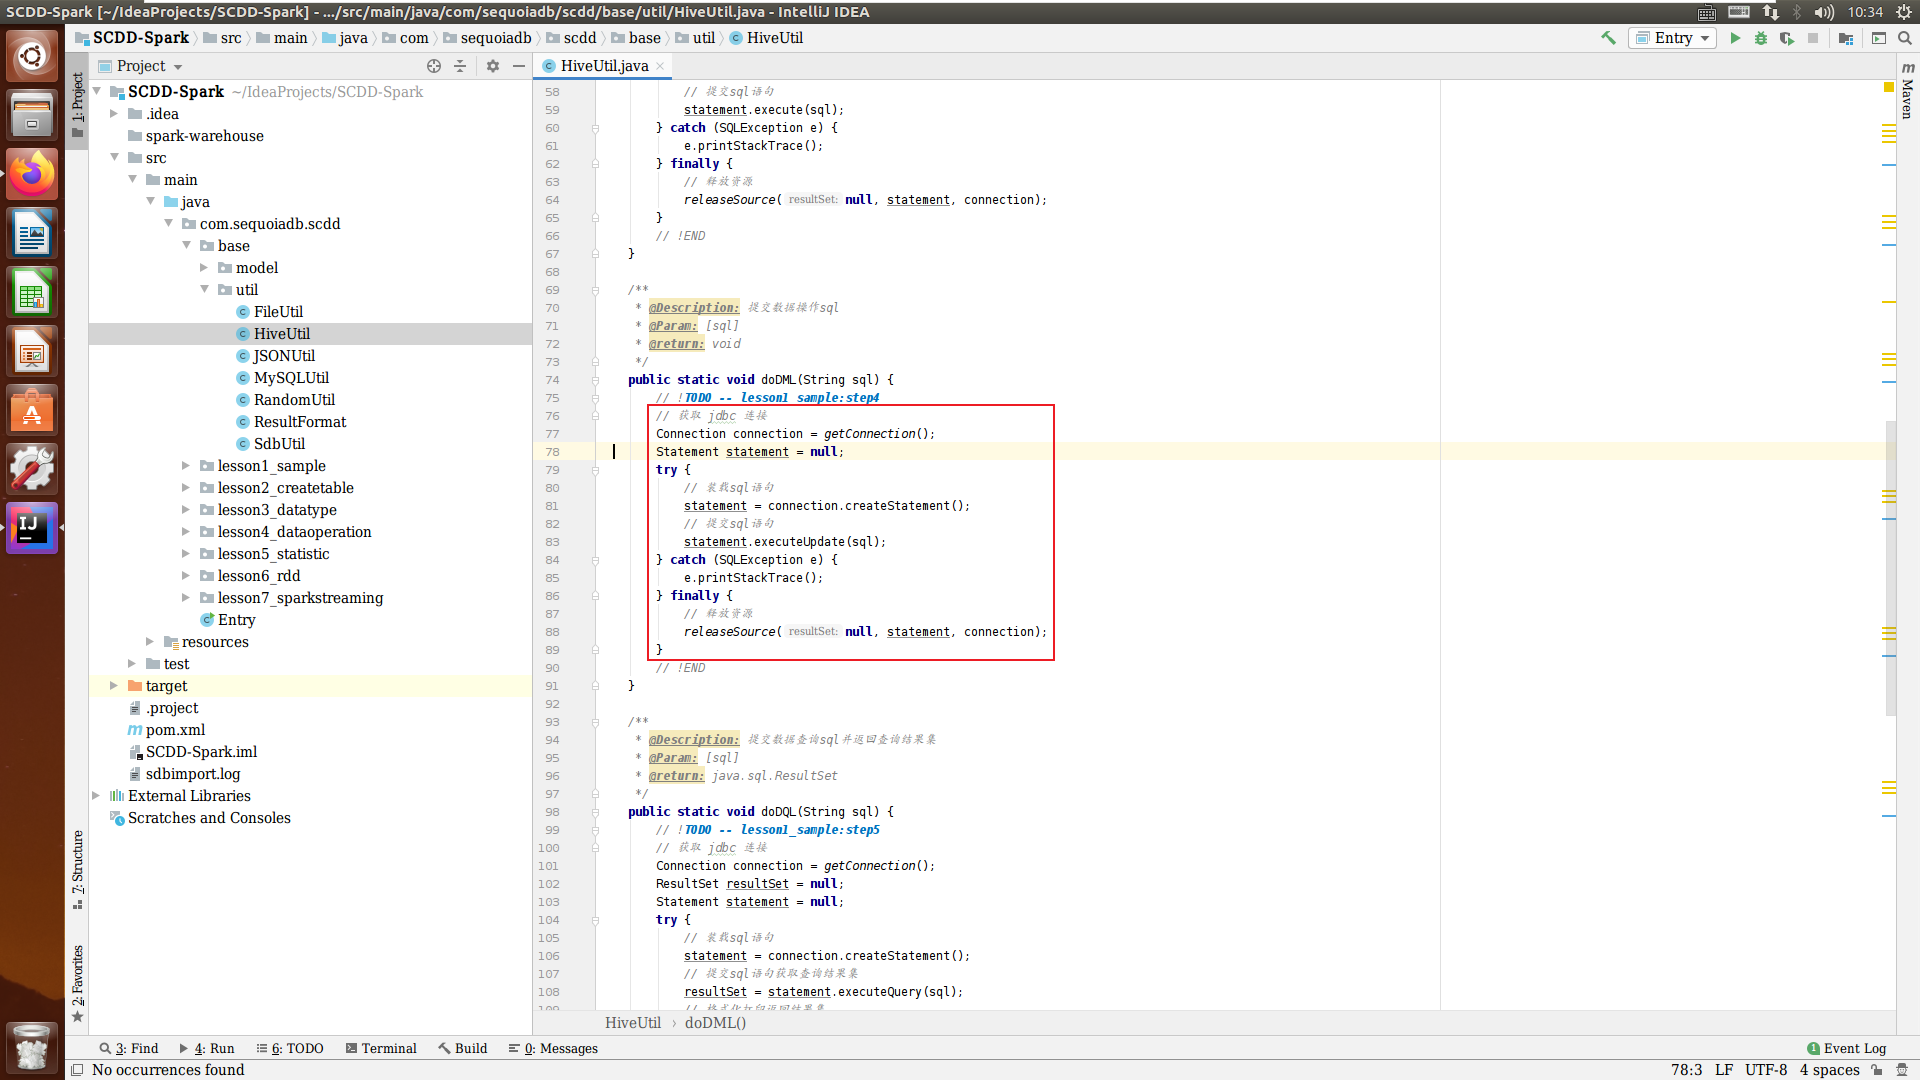 SCDD-Spark [~/IdeaProjects/SCDD-Spark] - .../src/main/java/com/sequoiadb/scdd/base/util/HiveUtil.java - IntelliJ IDEA
10:34
SCDD-Spark src main java com sequoiadb scdd base util HiveUtil
Entry
Project
HiveUtil.java
1: Project
7: Structure
2: Favorites
Maven
SCDD-Spark ~/IdeaProjects/SCDD-Spark
.idea
spark-warehouse
src
main
java
com.sequoiadb.scdd
base
model
util
FileUtil
HiveUtil
JSONUtil
MySQLUtil
RandomUtil
ResultFormat
SdbUtil
lesson1_sample
lesson2_createtable
lesson3_datatype
lesson4_dataoperation
lesson5_statistic
lesson6_rdd
lesson7_sparkstreaming
Entry
resources
test
target
.project
pom.xml
SCDD-Spark.iml
sdbimport.log
External Libraries
Scratches and Consoles
58 // 提交sql语句
59 statement.execute(sql);
60 } catch (SQLException e) {
61 e.printStackTrace();
62 } finally {
63 // 释放资源
64 releaseSource( resultSet: null, statement, connection);
65 }
66 // !END
67 }
68
69 /**
70 * @Description: 提交数据操作sql
71 * @Param: [sql]
72 * @return: void
73 */
74 public static void doDML(String sql) {
75 // !TODO -- lesson1_sample:step4
76 // 获取 jdbc 连接
77 Connection connection = getConnection();
78 Statement statement = null;
79 try {
80 // 装载sql语句
81 statement = connection.createStatement();
82 // 提交sql语句
83 statement.executeUpdate(sql);
84 } catch (SQLException e) {
85 e.printStackTrace();
86 } finally {
87 // 释放资源
88 releaseSource( resultSet: null, statement, connection);
89 }
90 // !END
91 }
92
93 /**
94 * @Description: 提交数据查询sql并返回查询结果集
95 * @Param: [sql]
96 * @return: java.sql.ResultSet
97 */
98 public static void doDQL(String sql) {
99 // !TODO -- lesson1_sample:step5
100 // 获取 jdbc 连接
101 Connection connection = getConnection();
102 ResultSet resultSet = null;
103 Statement statement = null;
104 try {
105 // 装载sql语句
106 statement = connection.createStatement();
107 // 提交sql语句获取查询结果集
108 resultSet = statement.executeQuery(sql);
HiveUtil › doDML()
3: Find 4: Run 6: TODO Terminal Build 0: Messages
1 Event Log
No occurrences found
78:3 LF UTF-8 4 spaces